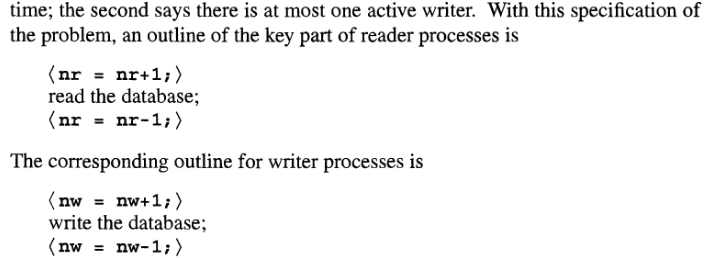 time; the second says there is at most one active writer. With this specification of
the problem, an outline of the key part of reader processes is
⟨nr = nr+1;⟩
read the database;
⟨nr = nr-1;⟩
The corresponding outline for writer processes is
⟨nw = nw+1;⟩
write the database;
⟨nw = nw-1;⟩